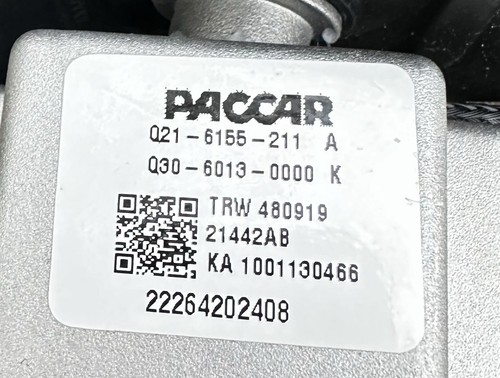 PACCAR
Q21-6155-211 A
Q30-6013-0000 K
TRW 480919
21442AB
KA 1001130466
22264202408